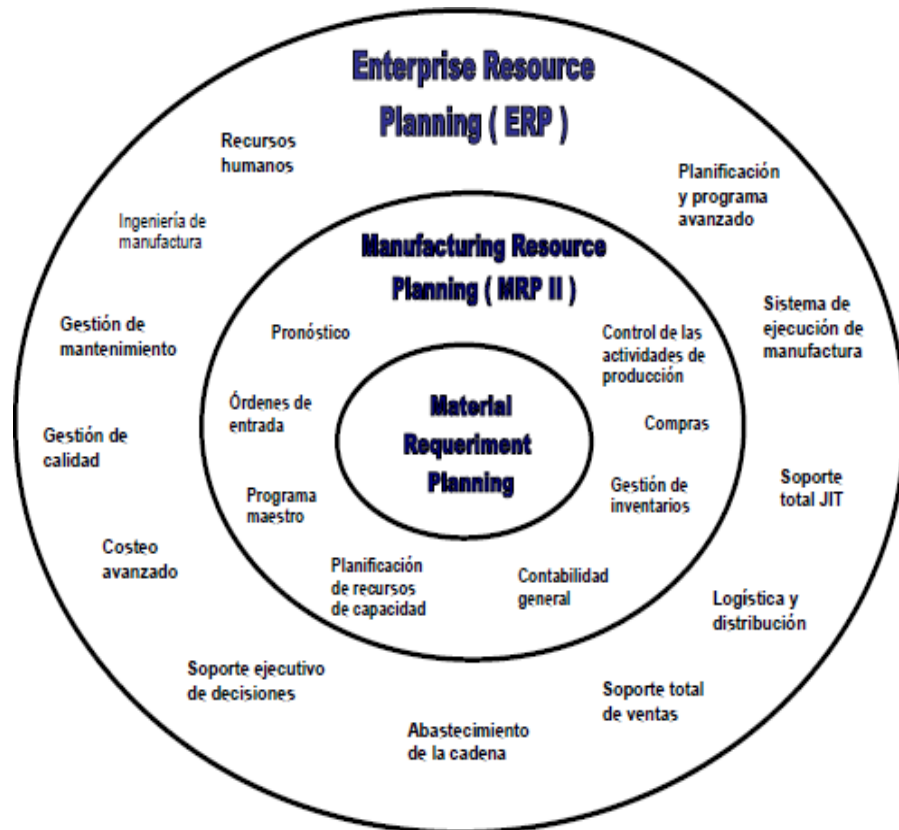 Enterprise Resource
Planning ( ERP )
Recursos
humanos
Planificación
y programa
avanzado
Ingeniería de
manufactura
Manufacturing Resource
Planning ( MRP II )
Gestión de
mantenimiento
Sistema de
ejecución de
manufactura
Pronóstico
Control de las
actividades de
producción
Órdenes de
entrada
Material
Requeriment
Planning
Compras
Gestión de
calidad
Soporte
total JIT
Programa
maestro
Gestión de
inventarios
Costeo
avanzado
Planificación
de recursos
de capacidad
Contabilidad
general
Logística y
distribución
Soporte ejecutivo
de decisiones
Soporte total
de ventas
Abastecimiento
de la cadena